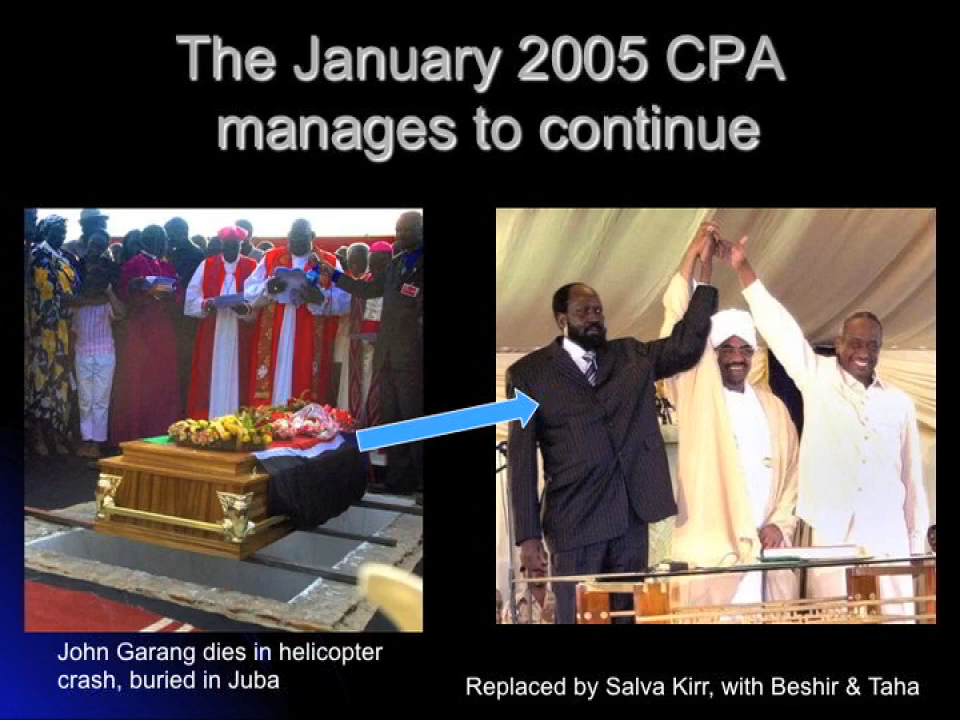 The January 2005 CPA
manages to continue
John Garang dies in helicopter
crash, buried in Juba
Replaced by Salva Kirr, with Beshir & Taha